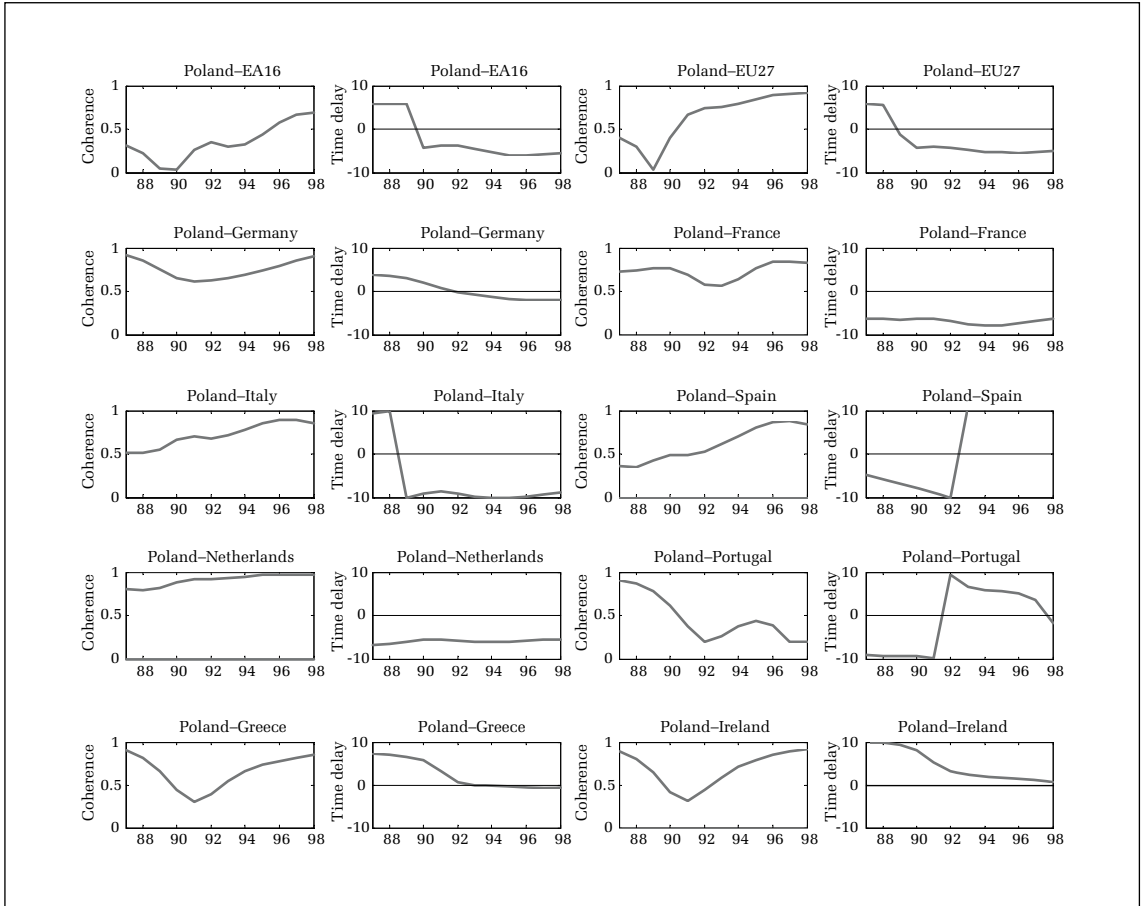 Poland–EA16
Coherence
1
0.5
0
88 90 92 94 96 98
Poland–EA16
Time delay
10
0
-10
88 90 92 94 96 98
Poland–EU27
Coherence
1
0.5
0
88 90 92 94 96 98
Poland–EU27
Time delay
10
0
-10
88 90 92 94 96 98
Poland–Germany
Coherence
1
0.5
0
88 90 92 94 96 98
Poland–Germany
Time delay
10
0
-10
88 90 92 94 96 98
Poland–France
Coherence
1
0.5
0
88 90 92 94 96 98
Poland–France
Time delay
10
0
-10
88 90 92 94 96 98
Poland–Italy
Coherence
1
0.5
0
88 90 92 94 96 98
Poland–Italy
Time delay
10
0
-10
88 90 92 94 96 98
Poland–Spain
Coherence
1
0.5
0
88 90 92 94 96 98
Poland–Spain
Time delay
10
0
-10
88 90 92 94 96 98
Poland–Netherlands
Coherence
1
0.5
0
88 90 92 94 96 98
Poland–Netherlands
Time delay
10
0
-10
88 90 92 94 96 98
Poland–Portugal
Coherence
1
0.5
0
88 90 92 94 96 98
Poland–Portugal
Time delay
10
0
-10
88 90 92 94 96 98
Poland–Greece
Coherence
1
0.5
0
88 90 92 94 96 98
Poland–Greece
Time delay
10
0
-10
88 90 92 94 96 98
Poland–Ireland
Coherence
1
0.5
0
88 90 92 94 96 98
Poland–Ireland
Time delay
10
0
-10
88 90 92 94 96 98